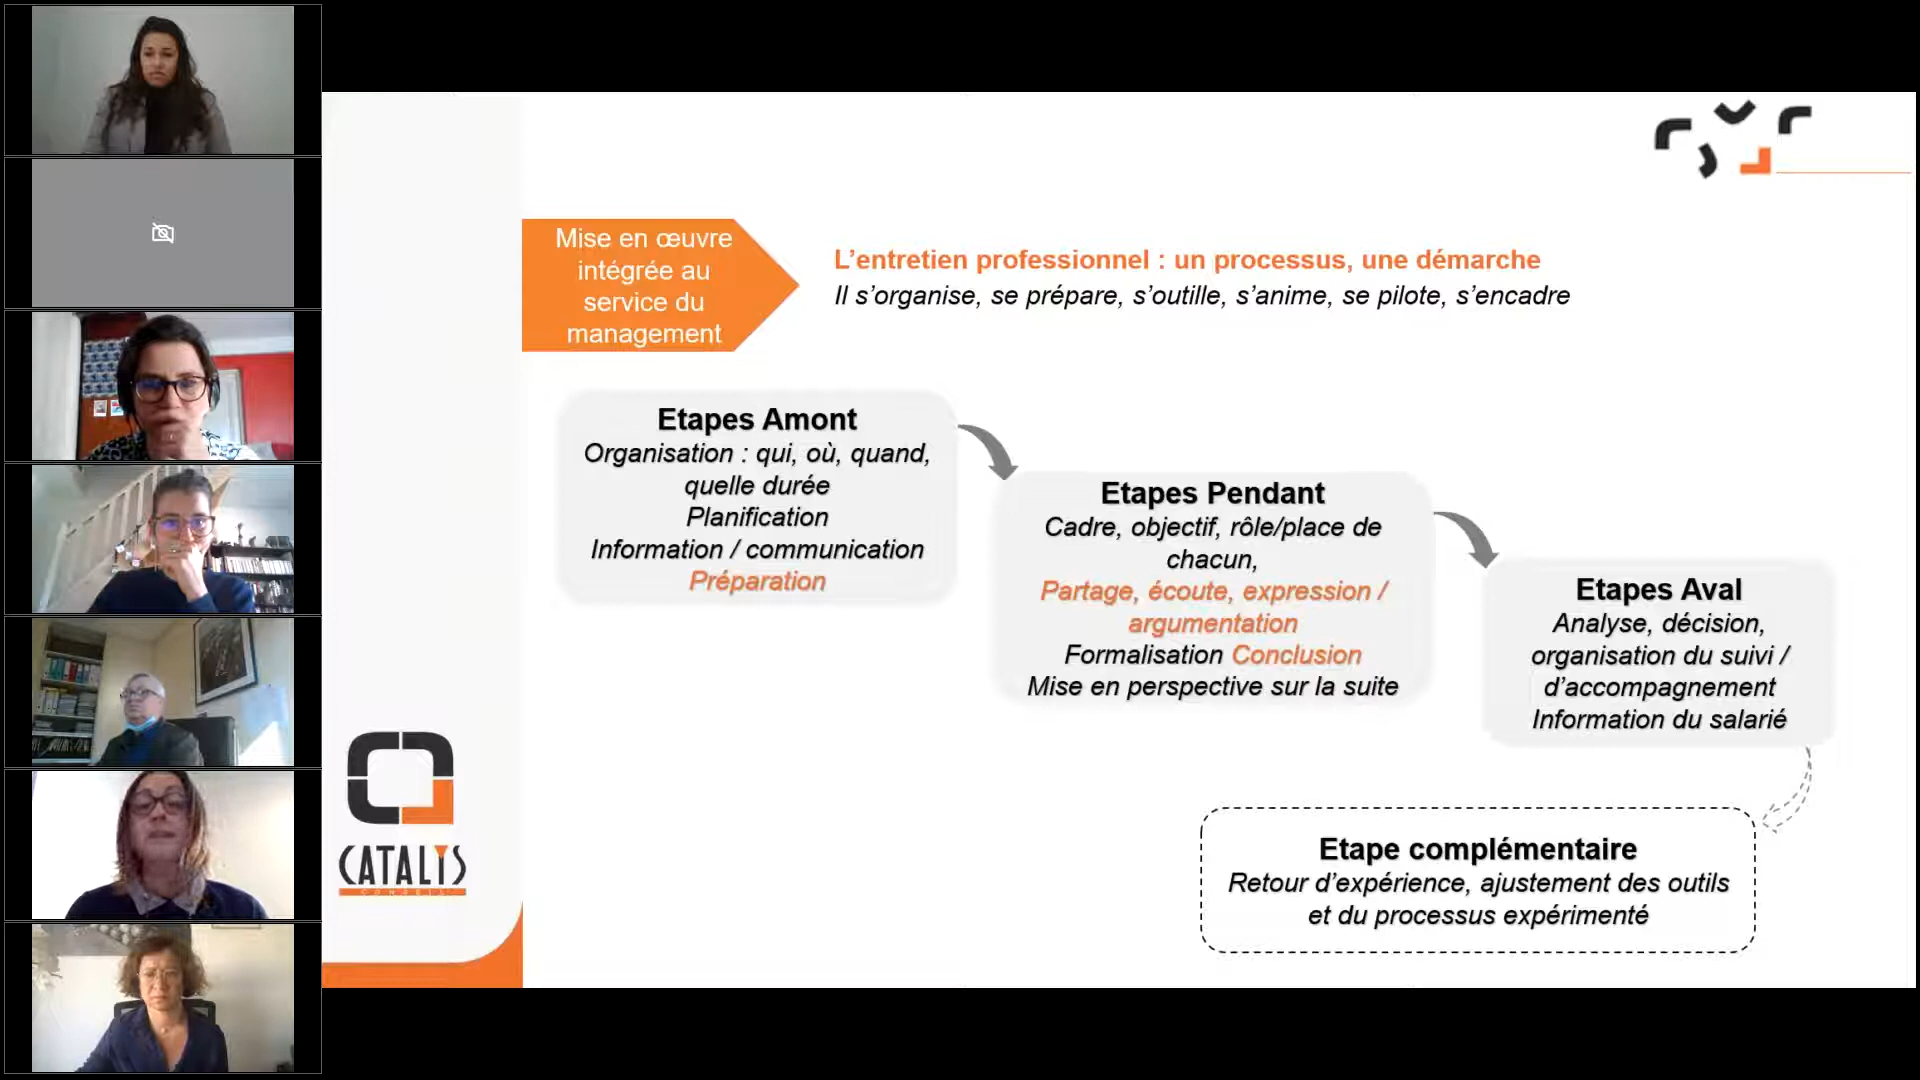 Mise en œuvre
intégrée au
service du
management
L’entretien professionnel : un processus, une démarche
Il s’organise, se prépare, s’outille, s’anime, se pilote, s’encadre
Etapes Amont
Organisation : qui, où, quand,
quelle durée
Planification
Information / communication
Préparation
Etapes Pendant
Cadre, objectif, rôle/place de
chacun,
Partage, écoute, expression /
argumentation
Formalisation Conclusion
Mise en perspective sur la suite
Etapes Aval
Analyse, décision,
organisation du suivi /
d’accompagnement
Information du salarié
Etape complémentaire
Retour d’expérience, ajustement des outils
et du processus expérimenté
CATALYS
CONSEIL